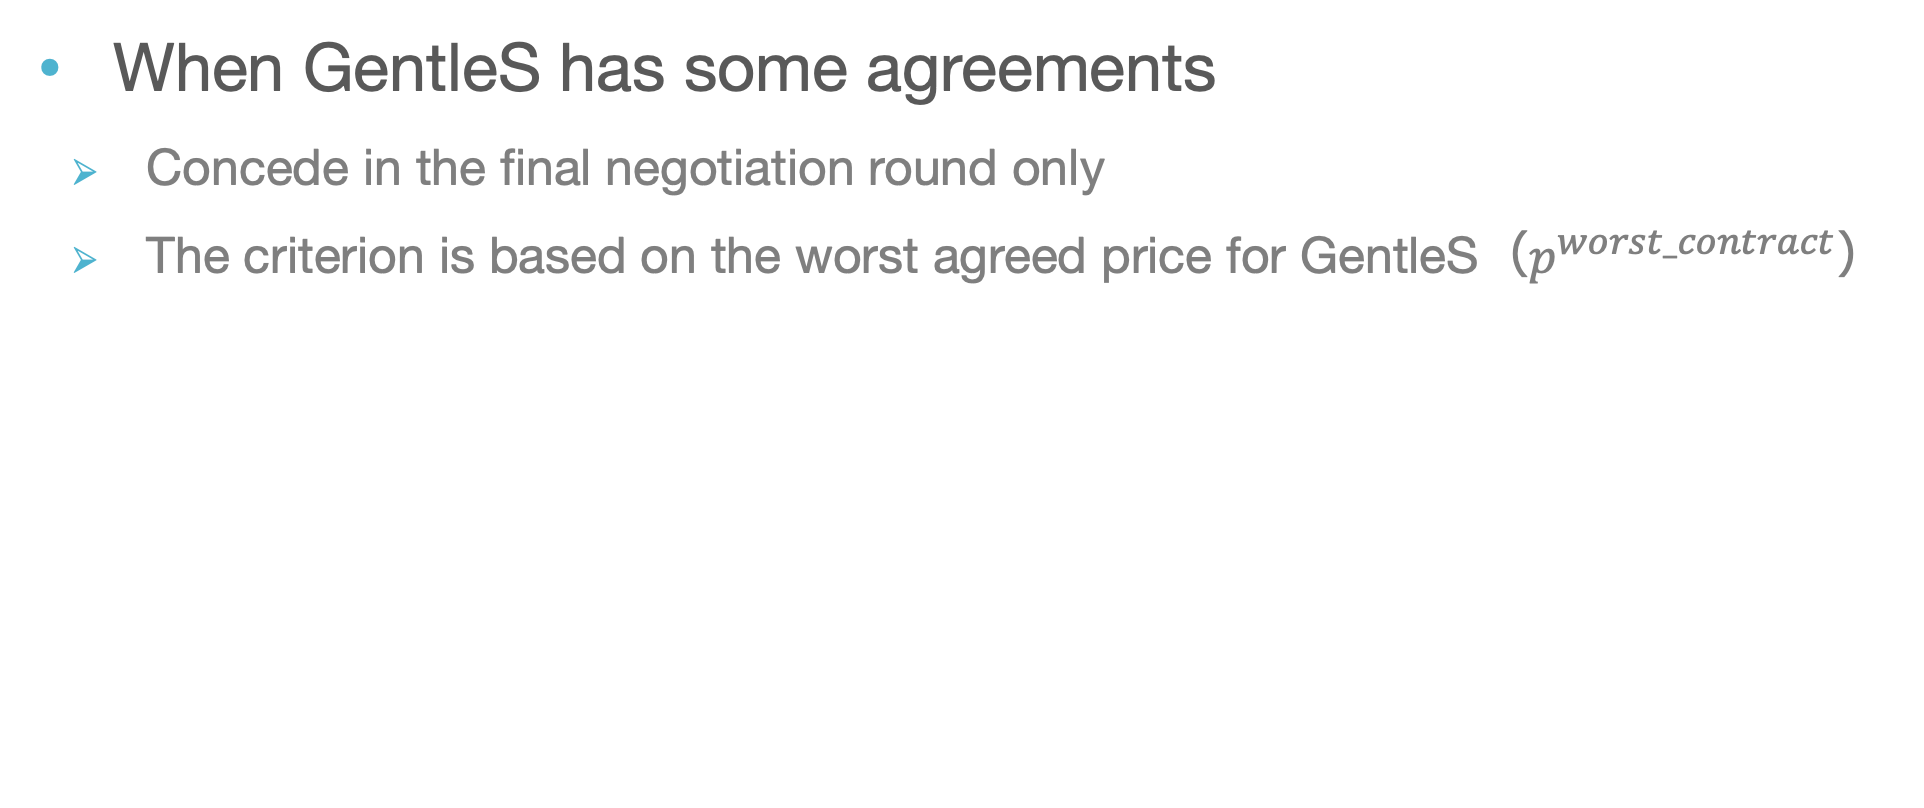 • When GentleS has some agreements
➢ Concede in the final negotiation round only
➢ The criterion is based on the worst agreed price for GentleS (p^worst_contract)